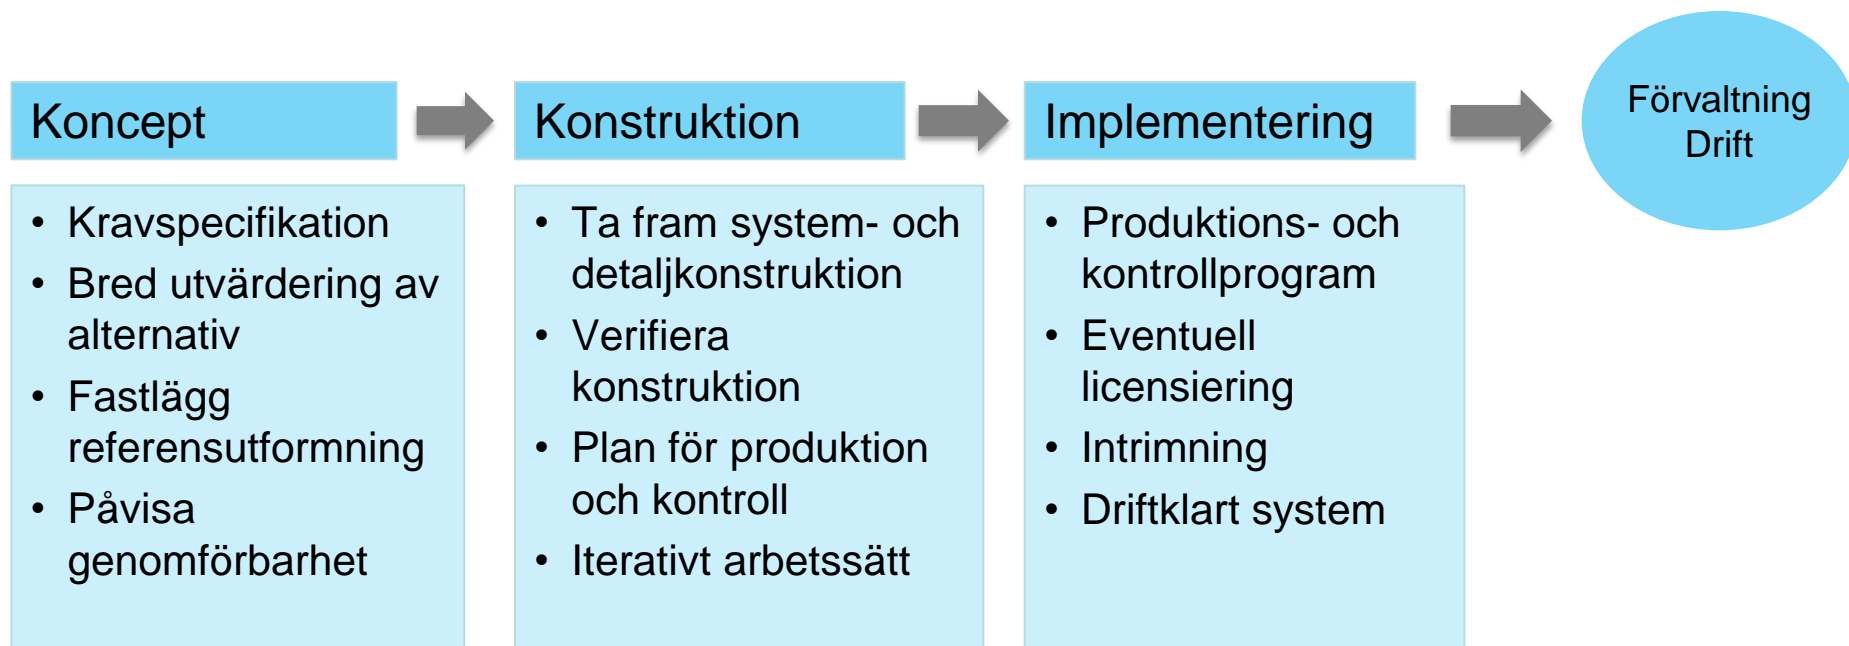 Koncept
• Kravspecifikation
• Bred utvärdering av
alternativ
• Fastlägg
referensutformning
• Påvisa
genomförbarhet
Konstruktion
• Ta fram system- och
detaljkonstruktion
• Verifiera
konstruktion
• Plan för produktion
och kontroll
• Iterativt arbetssätt
Implementering
• Produktions- och
kontrollprogram
• Eventuell
licensiering
• Intrimning
• Driftklart system
Förvaltning
Drift